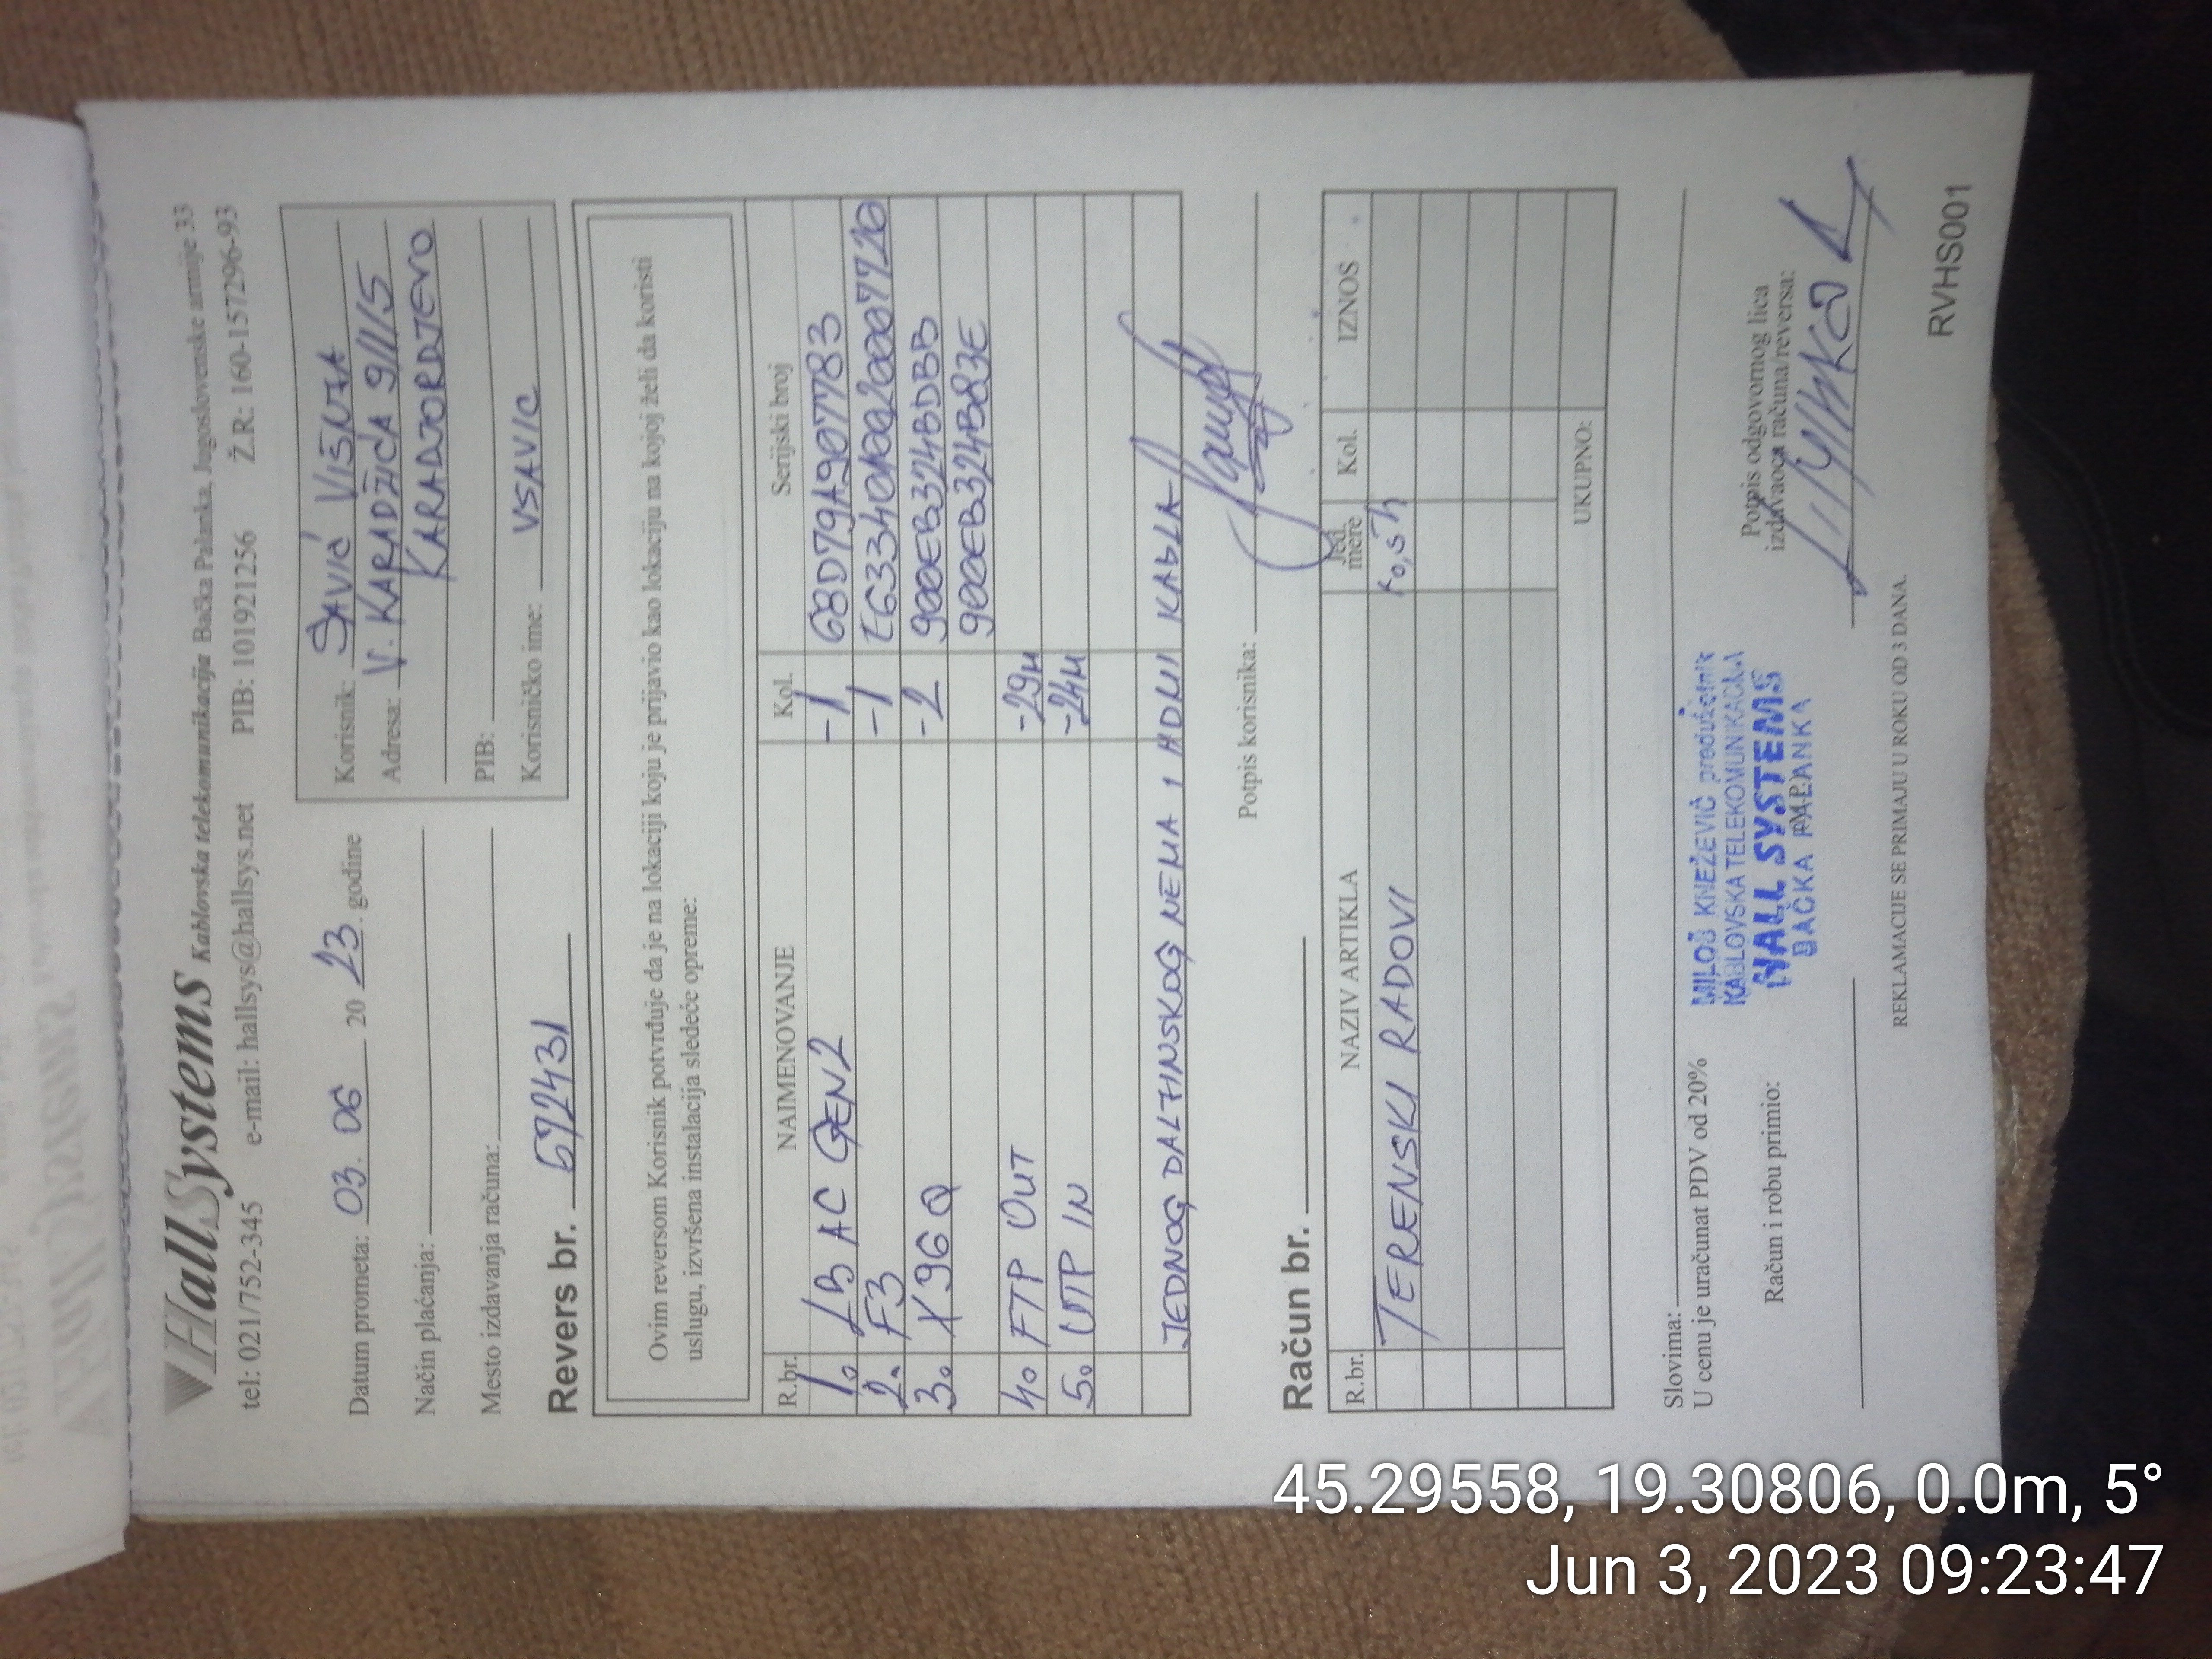 HallSystems Kablovska telekomunikacija Bačka Palanka, Jugoslovenske armije 33
tel: 021/752-345 e-mail: hallsys@hallsys.net PIB: 101921256 Ž.R: 160-157296-93
Datum prometa: 03. 06 20 23. godine
Način plaćanja:
Mesto izdavanja računa:
Korisnik: SAVIĆ VIŠNJA
Adresa: V. KARADŽIĆA 9/11/5
KARADJORDJEVO
PIB:
Korisničko ime: VSAVIC
Revers br. 672431
Ovim reversom Korisnik potvrđuje da je na lokaciji koju je prijavio kao lokaciju na kojoj želi da koristi
uslugu, izvršena instalacija sledeće opreme:
R.br. NAIMENOVANJE Kol. Serijski broj
1. LB AC GEN2 -1 68D79A907783
2. F3 -1
3. X96Q -2 900EB324BDBB
900EB324B83E
4. FTP OUT -29M
5. UTP IN -24M
JEDNOG DALJINSKOG NEMA 1 HDMI KABLA
Potpis korisnika:
Račun br.
R.br. NAZIV ARTIKLA Jed. mere Kol. IZNOS
TERENSKI RADOVI 0,5h
UKUPNO:
Slovima:
U cenu je uračunat PDV od 20%
MILOŠ KNEŽEVIĆ preduzetnik
KABLOVSKA TELEKOMUNIKACIJA
HALL SYSTEMS
BAČKA PALANKA
M.P.
Račun i robu primio:
Potpis odgovornog lica
izdavaoca računa/reversa:
REKLAMACIJE SE PRIMAJU U ROKU OD 3 DANA.
RVHS001
45.29558, 19.30806, 0.0m, 5°
Jun 3, 2023 09:23:47